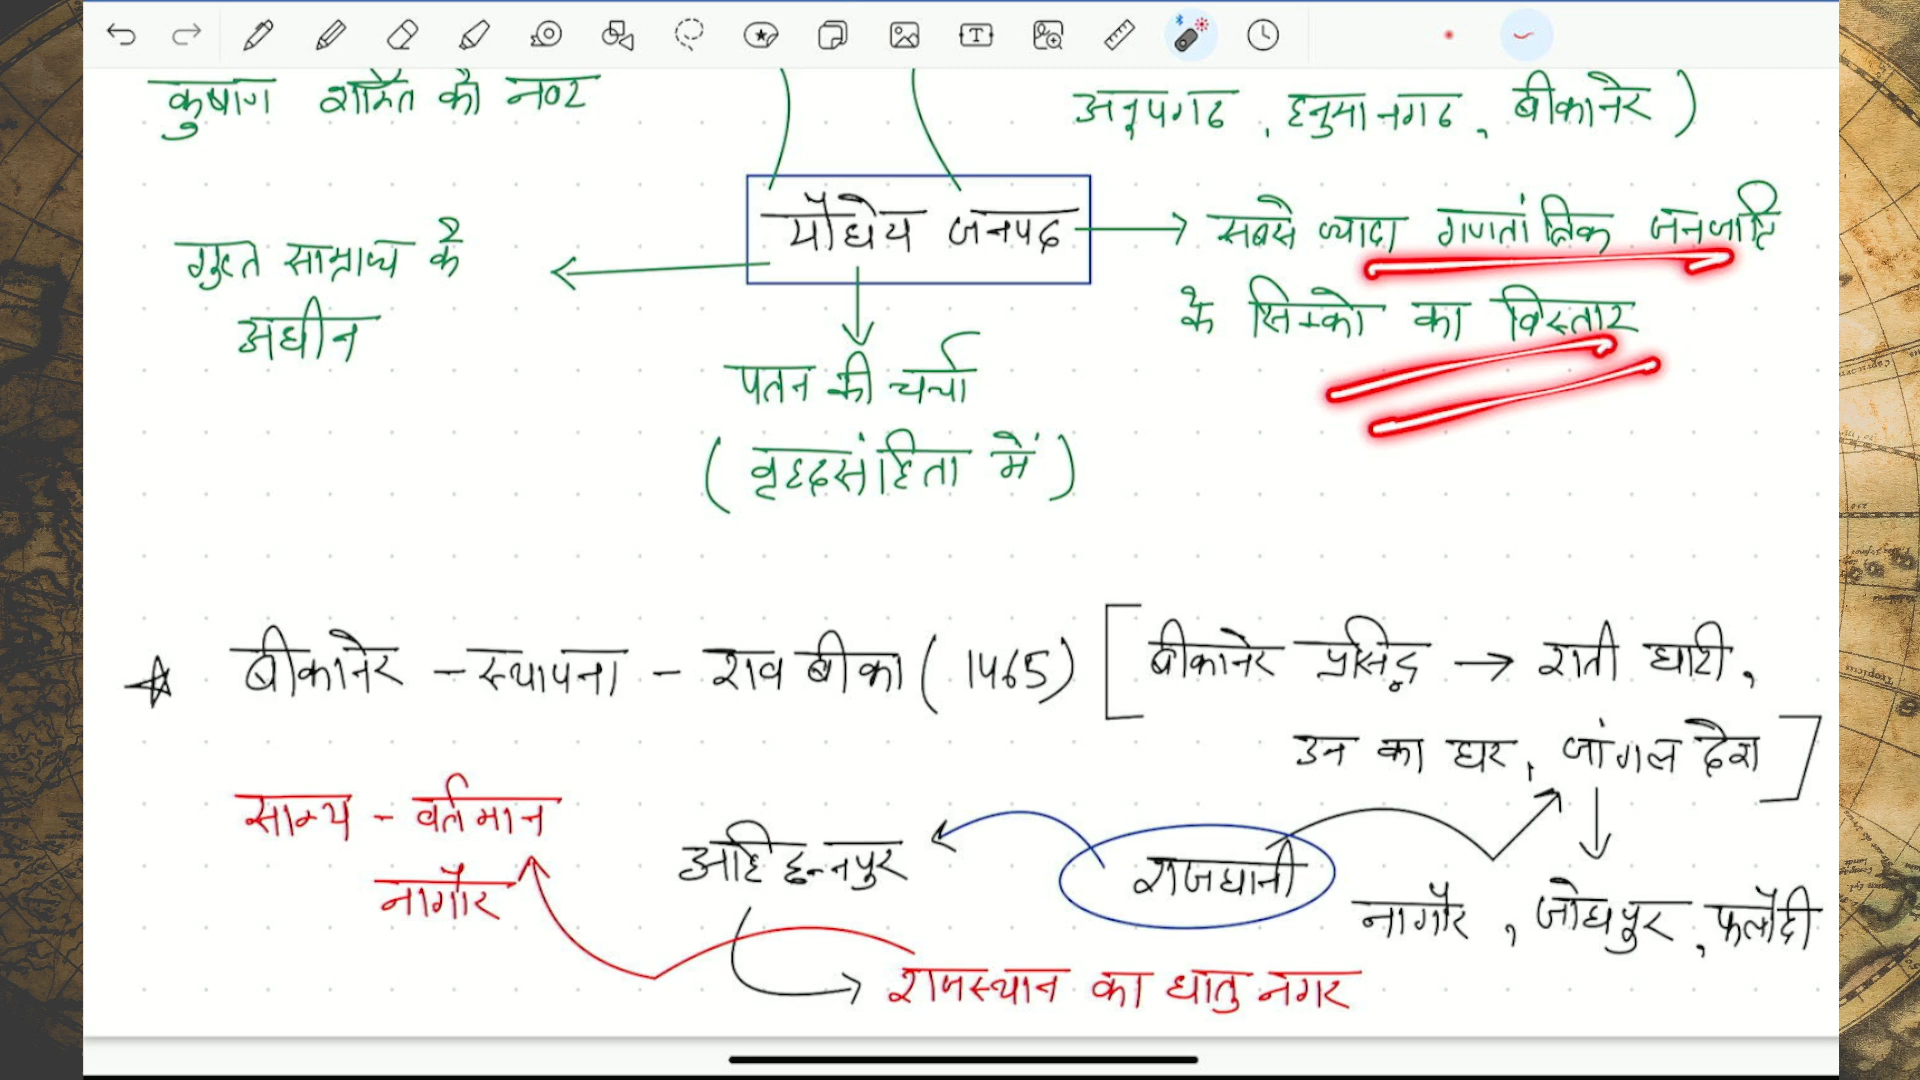 कुषाण शक्ति को नष्ट
अनूपगढ, हनुमानगढ, बीकानेर )
यौधेय जनपद
सबसे ज्यादा गणतांत्रिक जनजाति
के सिक्को का विस्तार
गुप्त साम्राज्य के
अधीन
पतन की चर्चा
( वृहदसंहिता में )
बीकानेर - स्थापना - राव बीका ( 1465) [ बीकानेर प्रसिद्ध → राती घाटी,
उन का घर, जांगल देश ]
साम्य - वर्तमान
नागौर
अहिछत्रपुर
राजधानी
नागौर, जोधपुर, फलौदी
राजस्थान का धातु नगर